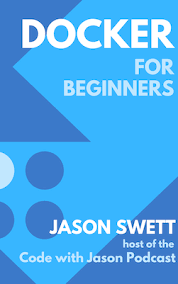 DOCKER
FOR
BEGINNERS
JASON SWETT
host of the
Code with Jason Podcast